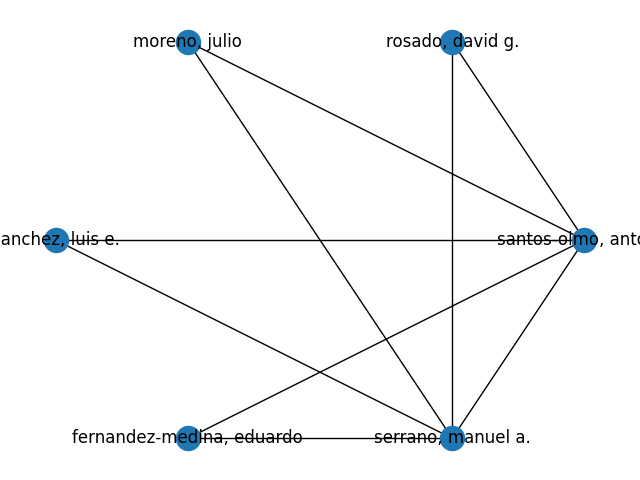 moreno, julio
rosado, david g.
anchez, luis e.
santos-olmo, anto
fernandez-medina, eduardo
serrano, manuel a.